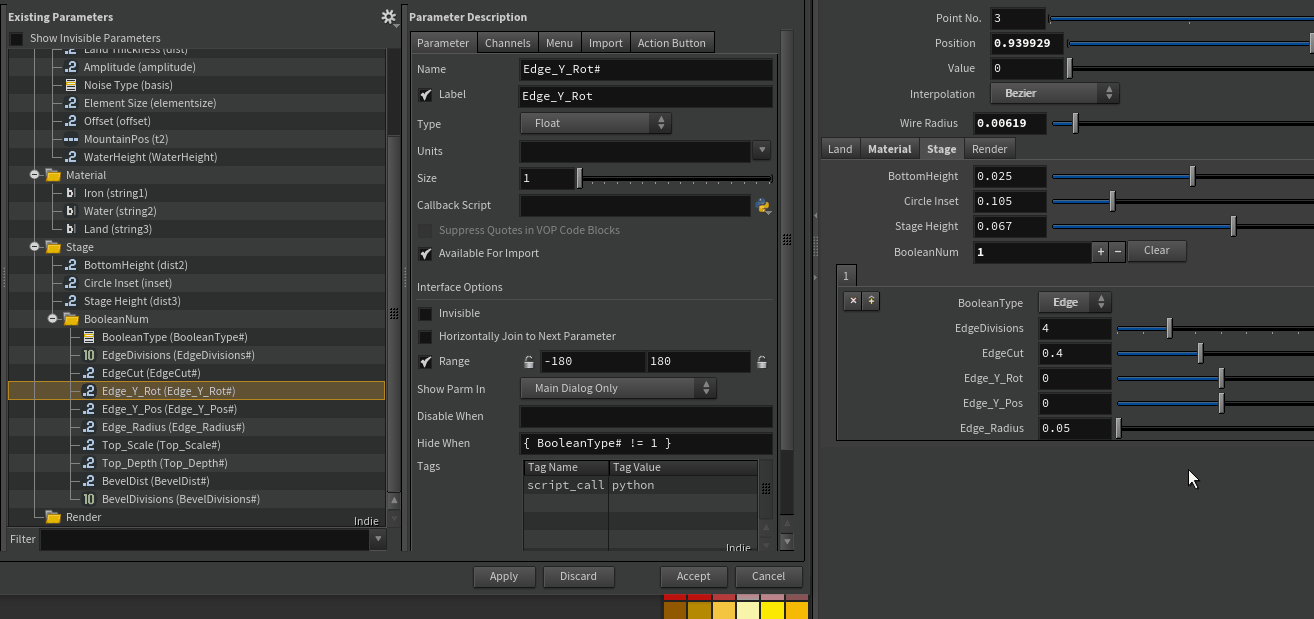 Existing Parameters
Show Invisible Parameters
Land Thickness (dist)
Amplitude (amplitude)
Noise Type (basis)
Element Size (elementsize)
Offset (offset)
MountainPos (t2)
WaterHeight (WaterHeight)
Material
Iron (string1)
Water (string2)
Land (string3)
Stage
BottomHeight (dist2)
Circle Inset (inset)
Stage Height (dist3)
BooleanNum
BooleanType (BooleanType#)
EdgeDivisions (EdgeDivisions#)
EdgeCut (EdgeCut#)
Edge_Y_Rot (Edge_Y_Rot#)
Edge_Y_Pos (Edge_Y_Pos#)
Edge_Radius (Edge_Radius#)
Top_Scale (Top_Scale#)
Top_Depth (Top_Depth#)
BevelDist (BevelDist#)
BevelDivisions (BevelDivisions#)
Render
Indie
Filter
Parameter Description
Parameter Channels Menu Import Action Button
Name Edge_Y_Rot#
Label Edge_Y_Rot
Type Float
Units
Size 1
Callback Script
Suppress Quotes in VOP Code Blocks
Available For Import
Interface Options
Invisible
Horizontally Join to Next Parameter
Range -180 180
Show Parm In Main Dialog Only
Disable When
Hide When { BooleanType# != 1 }
Tags Tag Name Tag Value
script_call python
Indie
Apply Discard Accept Cancel
Point No. 3
Position 0.939929
Value 0
Interpolation Bezier
Wire Radius 0.00619
Land Material Stage Render
BottomHeight 0.025
Circle Inset 0.105
Stage Height 0.067
BooleanNum 1 + − Clear
1
BooleanType Edge
EdgeDivisions 4
EdgeCut 0.4
Edge_Y_Rot 0
Edge_Y_Pos 0
Edge_Radius 0.05